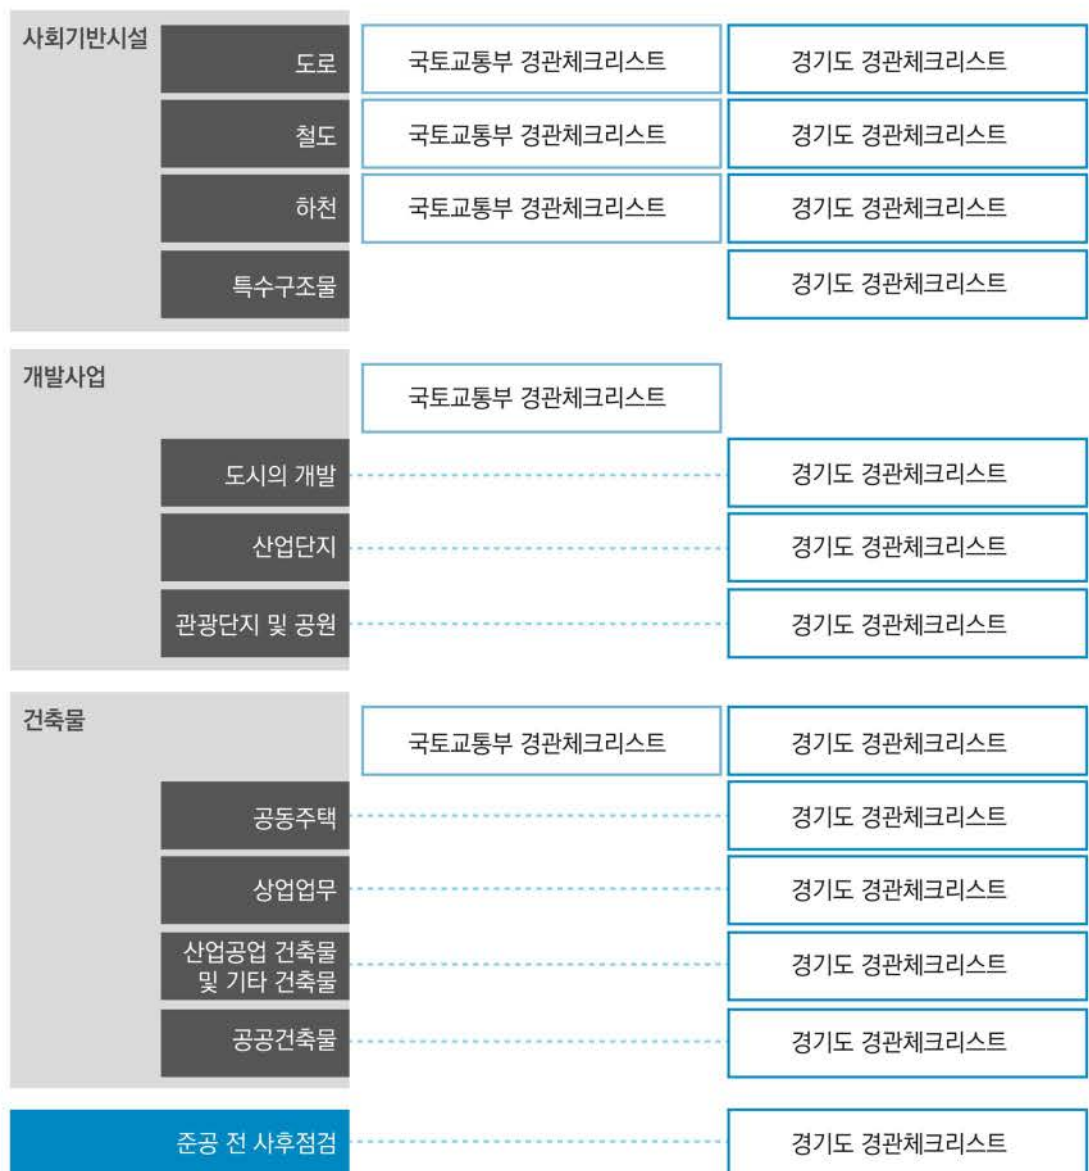 사회기반시설
도로 국토교통부 경관체크리스트 경기도 경관체크리스트
철도 국토교통부 경관체크리스트 경기도 경관체크리스트
하천 국토교통부 경관체크리스트 경기도 경관체크리스트
특수구조물 경기도 경관체크리스트
개발사업
국토교통부 경관체크리스트
도시의 개발 경기도 경관체크리스트
산업단지 경기도 경관체크리스트
관광단지 및 공원 경기도 경관체크리스트
건축물
국토교통부 경관체크리스트 경기도 경관체크리스트
공동주택 경기도 경관체크리스트
상업업무 경기도 경관체크리스트
산업공업 건축물
및 기타 건축물 경기도 경관체크리스트
공공건축물 경기도 경관체크리스트
준공 전 사후점검 경기도 경관체크리스트